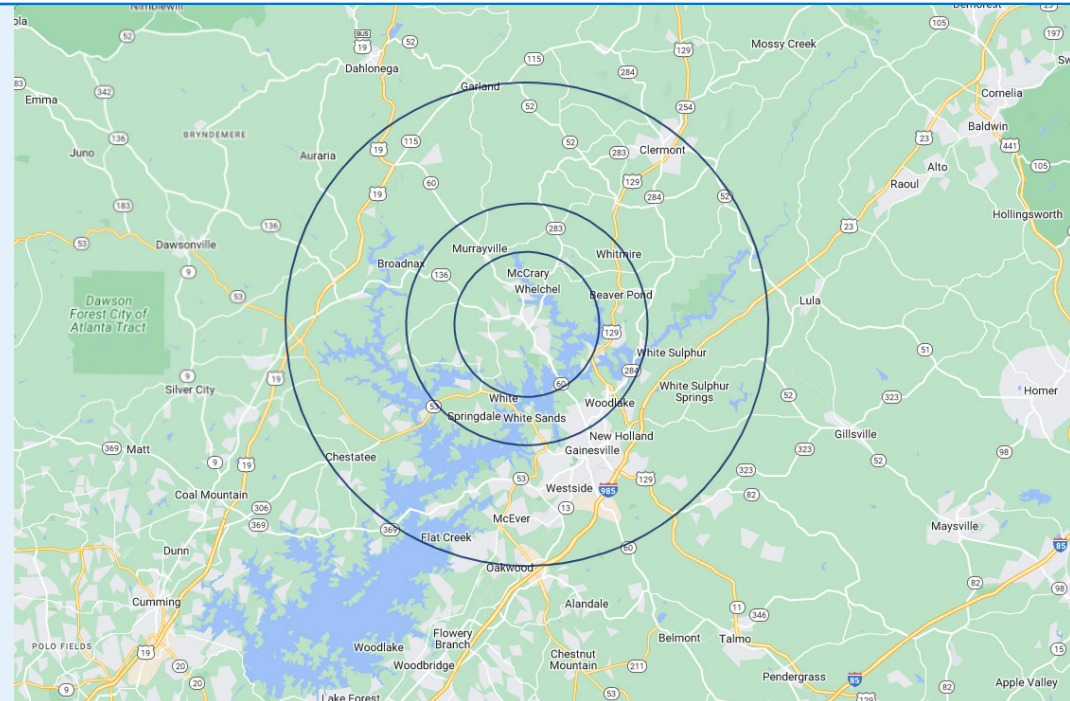 Nimblewill
Demorest
52
BUS
19
52
115
284
129
Mossy Creek
105
23
197
Dahlonega
Garland
83
Emma
342
52
254
Cornelia
Baldwin
136
BRYNDEMERE
Juno
Auraria
19
115
52
283
Clermont
23
441
Alto
105
60
129
Raoul
183
19
284
52
Hollingsworth
136
283
23
53
Dawsonville
Murrayville
Whitmire
Broadnax
136
McCrary
Whelchel
9
Beaver Pond
Dawson
Forest City of
Atlanta Tract
53
Lula
129
51
White Sulphur
9
19
60
284
Silver City
White
White Sulphur
Springs
323
Homer
52
53
Woodlake
Springdale
White Sands
New Holland
Gillsville
369
Matt
Gainesville
323
98
Chestatee
9
19
53
323
129
52
Westside
985
Coal Mountain
82
306
13
369
McEver
369
Maysville
Flat Creek
Dunn
60
85
Oakwood
82
98
Cumming
Alandale
11
346
POLO FIELDS
Flowery
Branch
Belmont
Talmo
19
Woodlake
15
20
Woodbridge
Chestnut
Mountain
211
Pendergrass
85
9
20
82
Apple Valley
Lake Forest
53
129